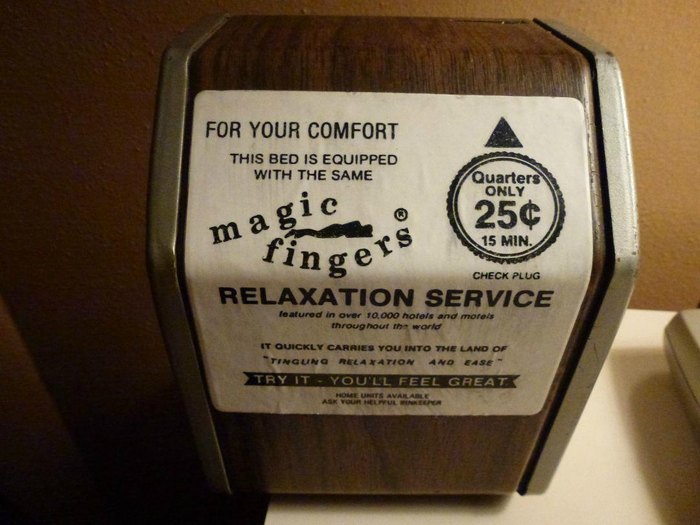 FOR YOUR COMFORT
THIS BED IS EQUIPPED
WITH THE SAME
magic
fingers®
Quarters
ONLY
25¢
15 MIN.
CHECK PLUG
RELAXATION SERVICE
featured in over 10,000 hotels and motels
throughout the world
IT QUICKLY CARRIES YOU INTO THE LAND OF
"TINGLING RELAXATION AND EASE"
TRY IT - YOU'LL FEEL GREAT
HOME UNITS AVAILABLE
ASK YOUR HELPFUL INNKEEPER